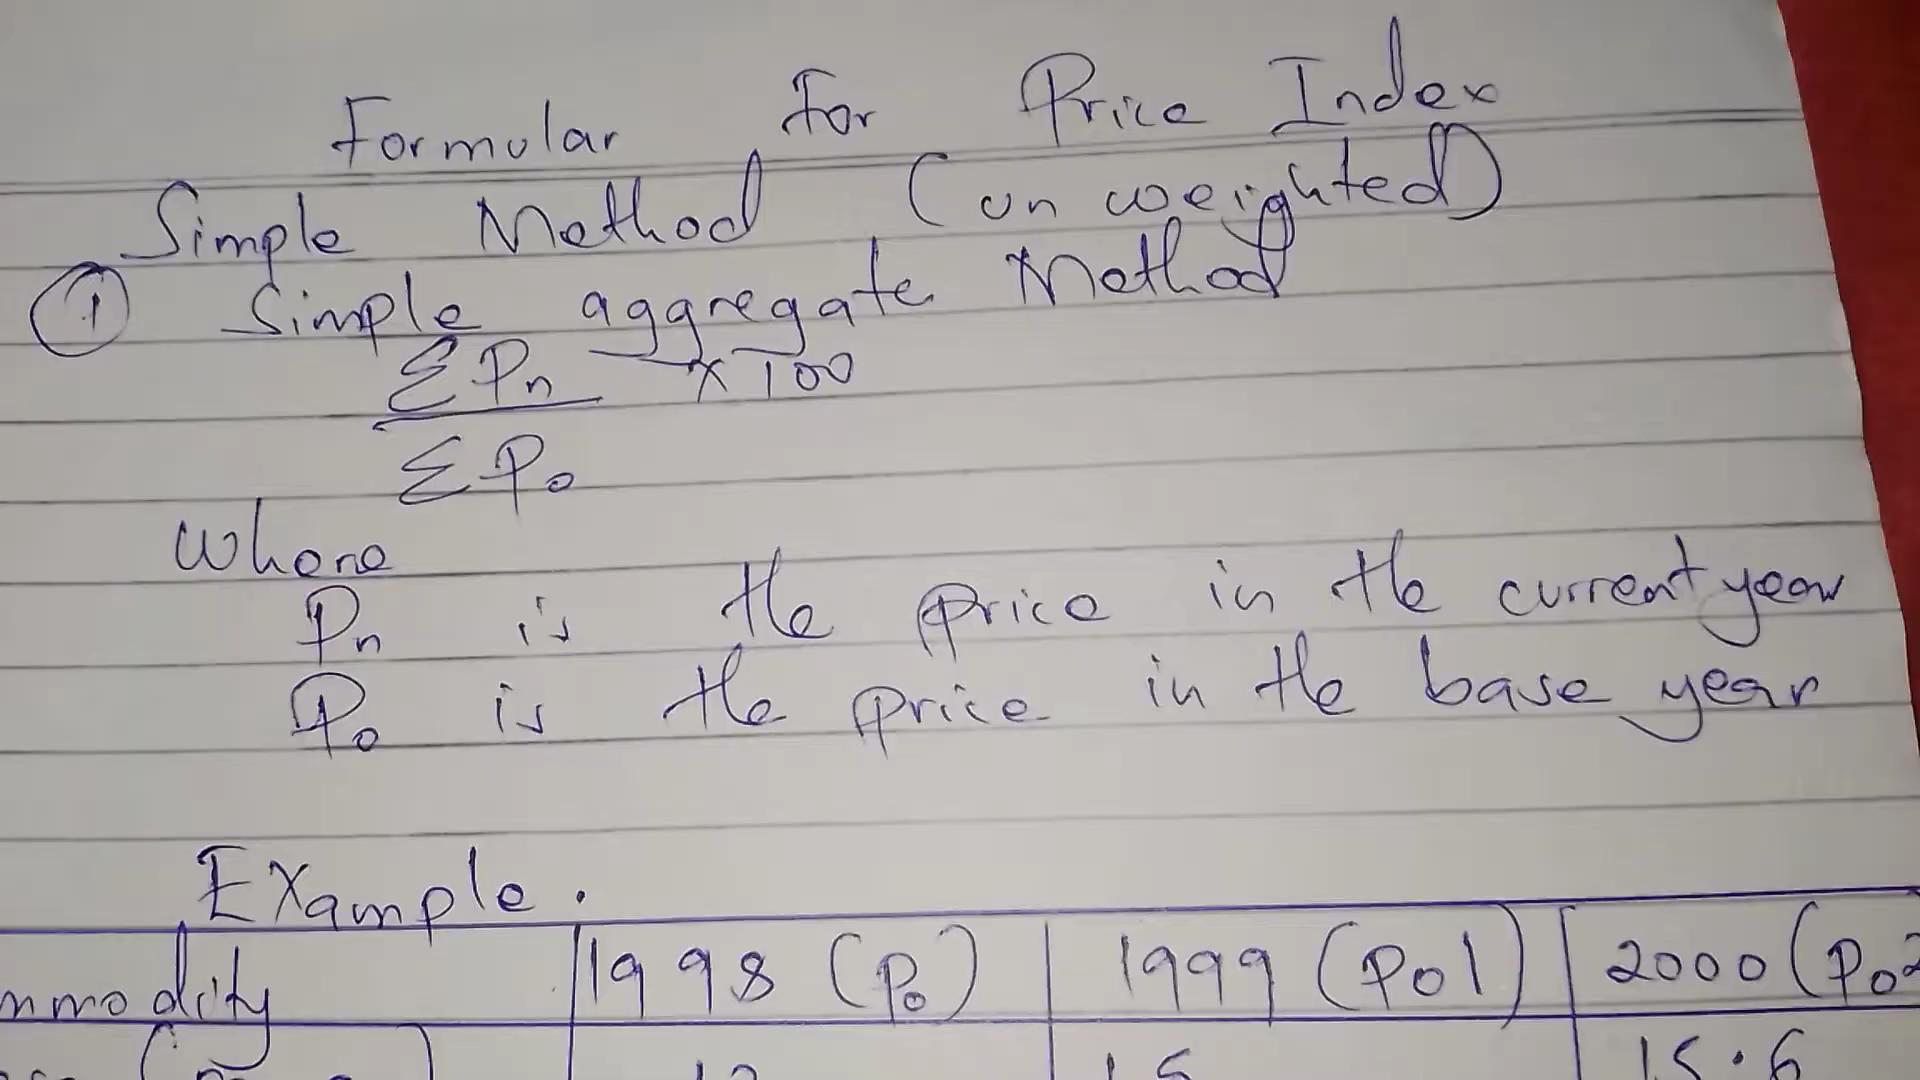 Formular For Price Index
Simple Method (un weighted)
① Simple aggregate Method
ΣPn × 100
ΣPo
Where
Pn is the price in the current year
Po is the price in the base year
Example.
mmodity 1998 (Po) 1999 (Po1) 2000 (Po2
15.6